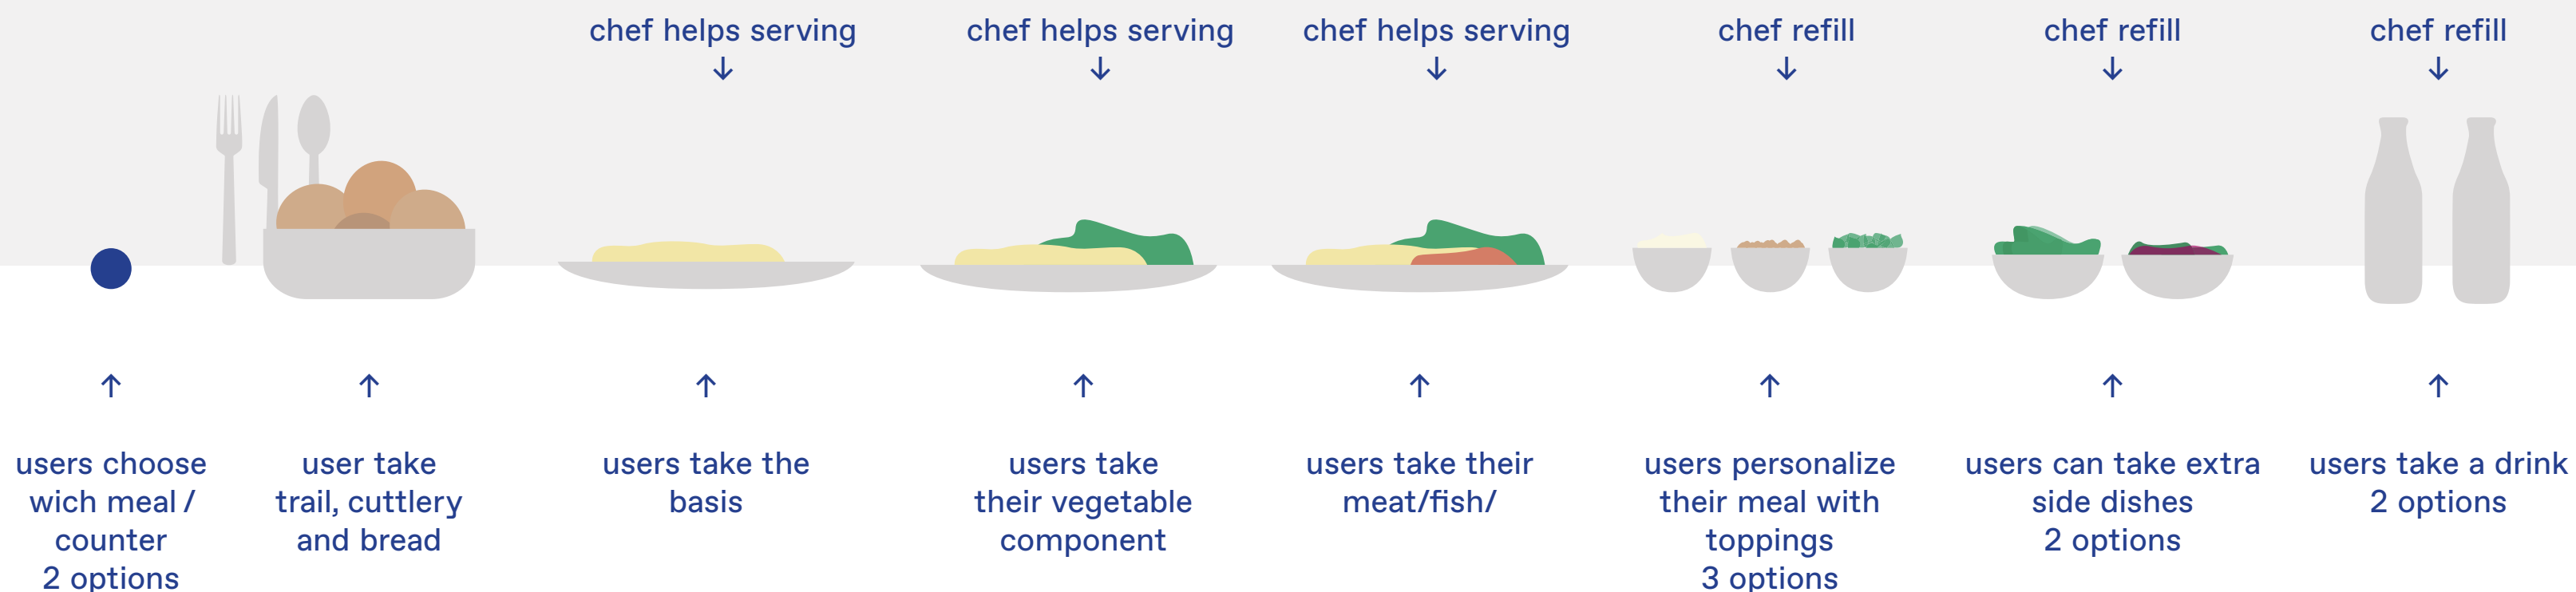 chef helps serving
chef helps serving
chef helps serving
chef refill
chef refill
chef refill
users choose
wich meal /
counter
2 options
user take
trail, cuttlery
and bread
users take the
basis
users take
their vegetable
component
users take their
meat/fish/
users personalize
their meal with
toppings
3 options
users can take extra
side dishes
2 options
users take a drink
2 options